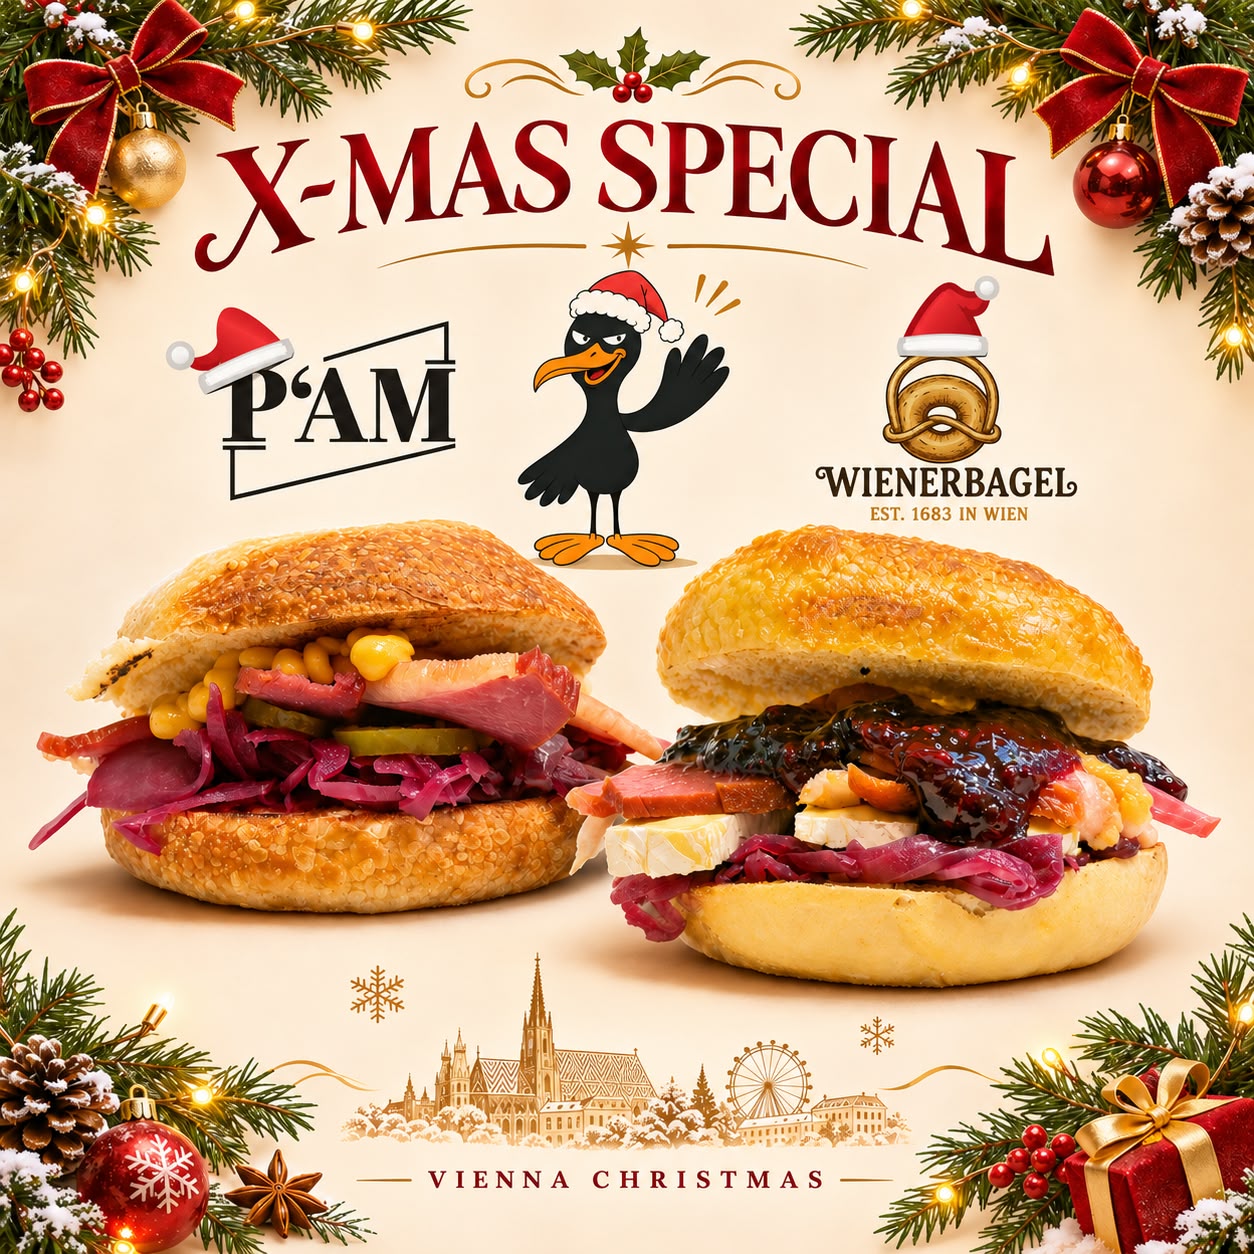 X-MAS SPECIAL
P‘AM
WIENERBAGEL
EST. 1683 IN WIEN
VIENNA CHRISTMAS